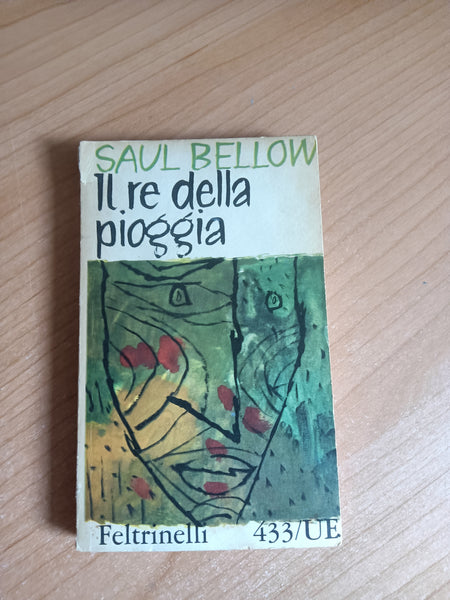 SAUL BELLOW
Il re della
pioggia
Feltrinelli 433/UE